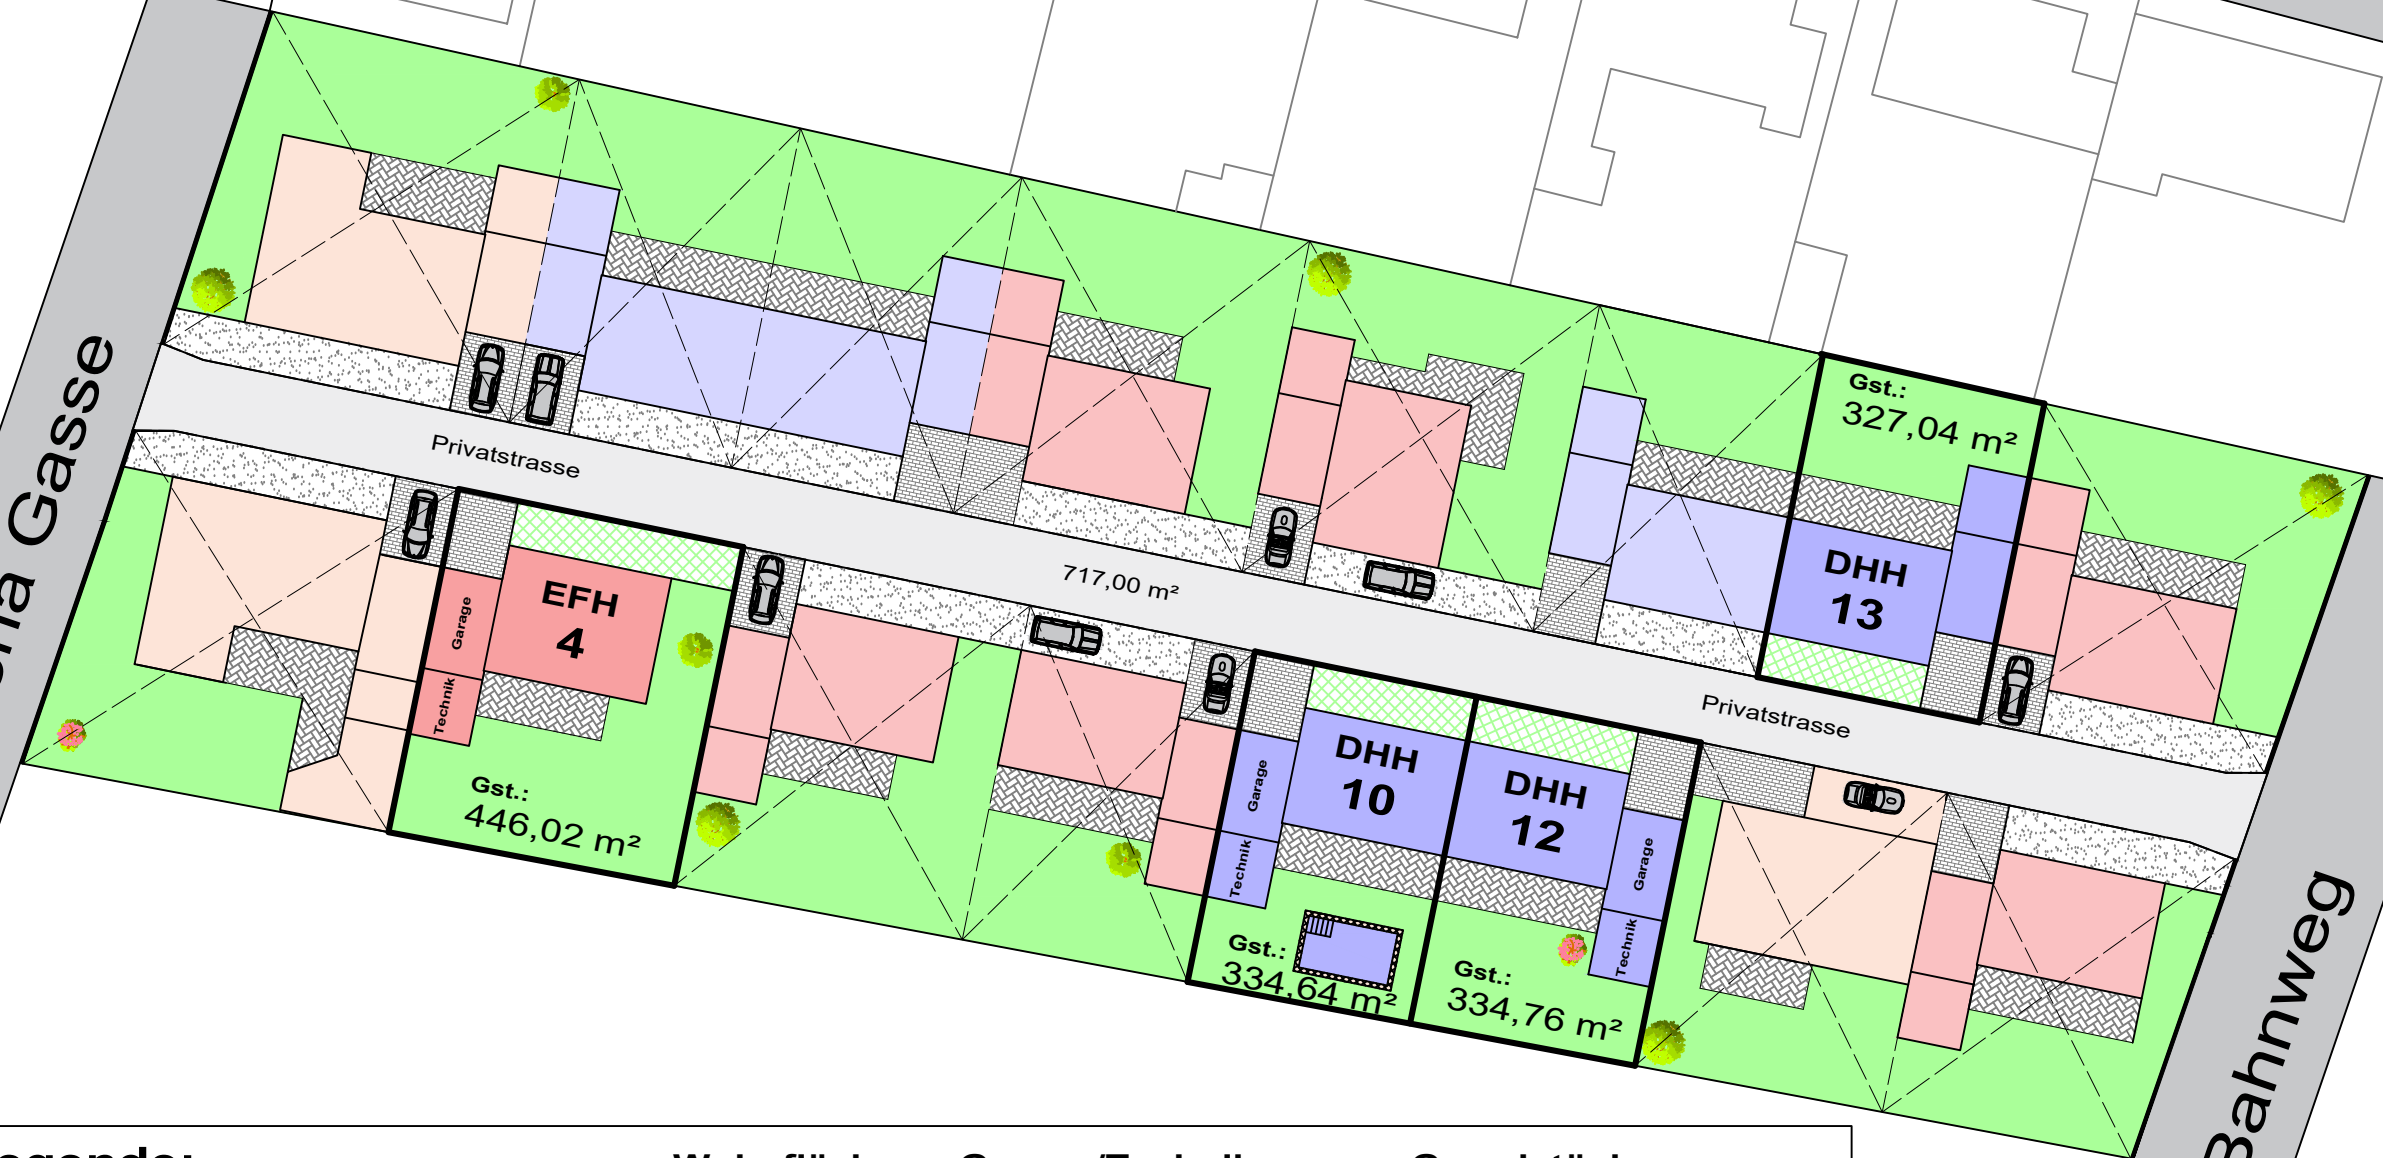 Gst.:
327,04 m²
DHH
13
Privatstrasse
717,00 m²
Privatstrasse
EFH
4
Garage
Technik
Gst.:
446,02 m²
DHH
10
Garage
Technik
Gst.:
334,64 m²
DHH
12
Garage
Technik
Gst.:
334,76 m²
Gasse
Bahnweg